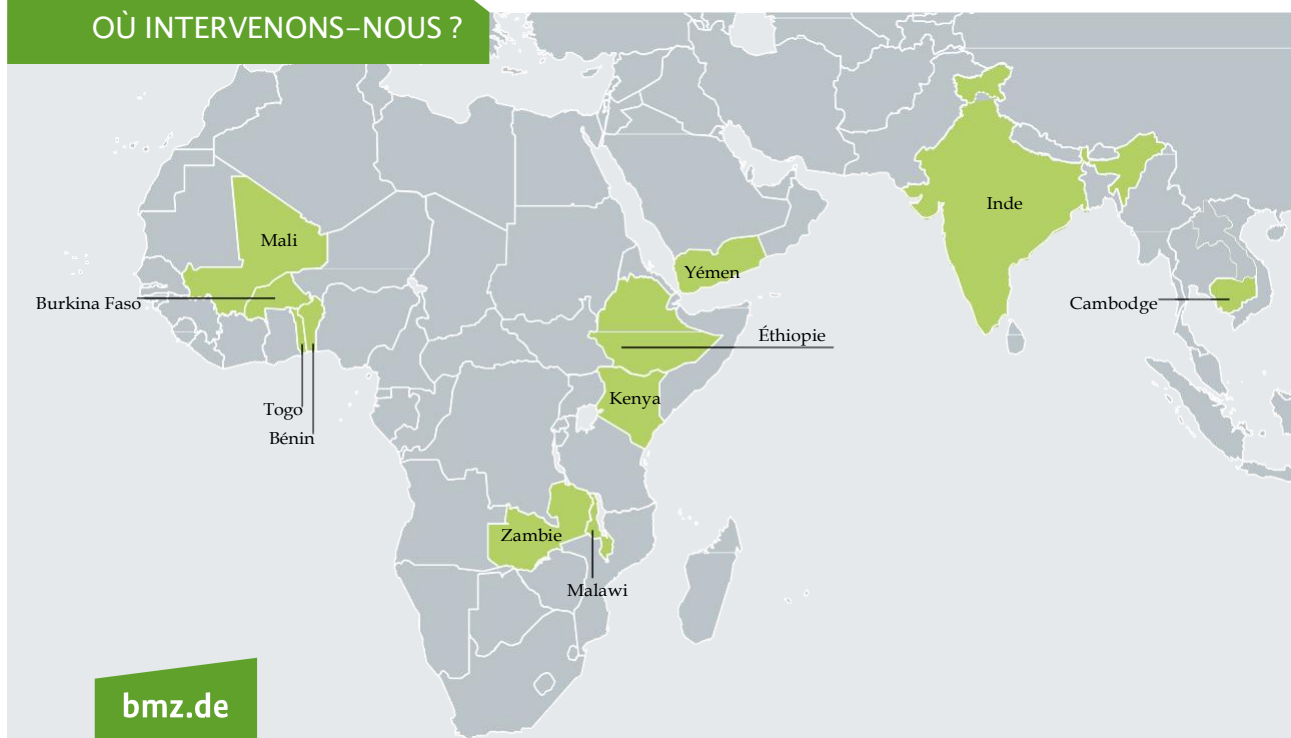 OÙ INTERVENONS-NOUS ?
Mali
Inde
Yémen
Burkina Faso
Cambodge
Éthiopie
Togo
Kenya
Bénin
Zambie
Malawi
bmz.de